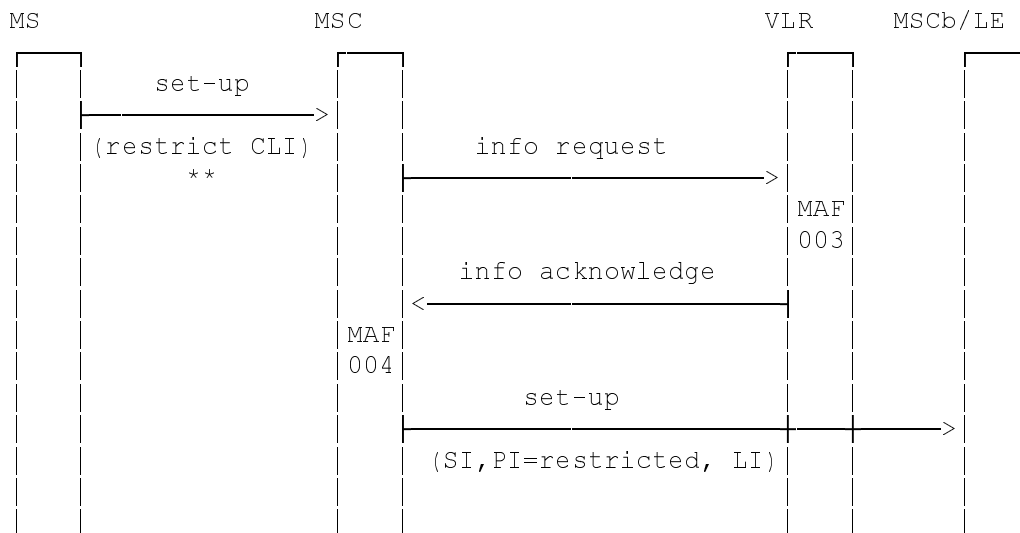 MS MSC VLR MSCb/LE
set-up
(restrict CLI)
**
info request
MAF
003
info acknowledge
MAF
004
set-up
(SI,PI=restricted, LI)